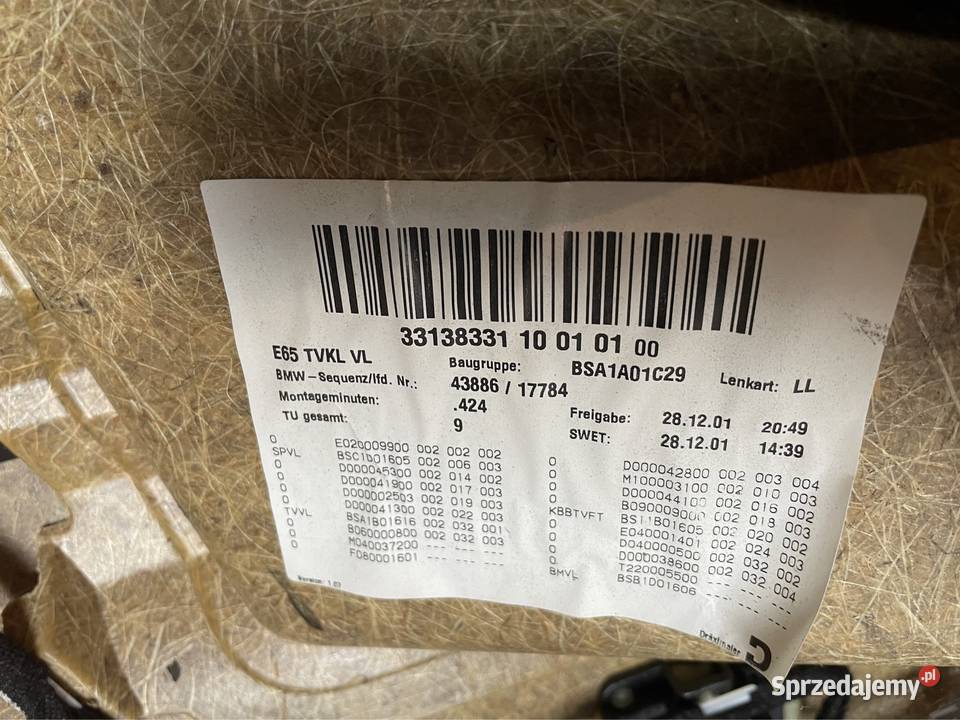 33138331 10 01 01 00
E65 TVKL VL Baugruppe: BSA1A01C29 Lenkart: LL
BMW-Sequenz/lfd. Nr.: 43886 / 17784
Montageminuten: .424 Freigabe: 28.12.01 20:49
TU gesamt: 9 SWET: 28.12.01 14:39
0 E020009900 002 002 002
SPVL BSC1D01605 002 006 003
0 D000045300 002 014 002
0 D000041900 002 017 003
0 D000002503 002 019 003
0 D000041300 002 022 003
TVVL BSA1B01616 002 032 001
0 B060000800 002 032 003
0 M040037200 --- --- ---
0 F080001601 --- --- ---
0 D000042800 002 003 004
0 M100003100 002 010 003
0 D000044100 002 016 002
0 B090009000 002 018 003
KBBTVFT BS11B01605 002 020 002
0 E040001401 002 024 003
0 D040000500 002 032 002
0 D000038600 002 032 004
0 T220005500 --- --- ---
BMVL BSB1D01606 --- --- ---
Version: 1.03
Dräxlmaier
Sprzedajemy.pl